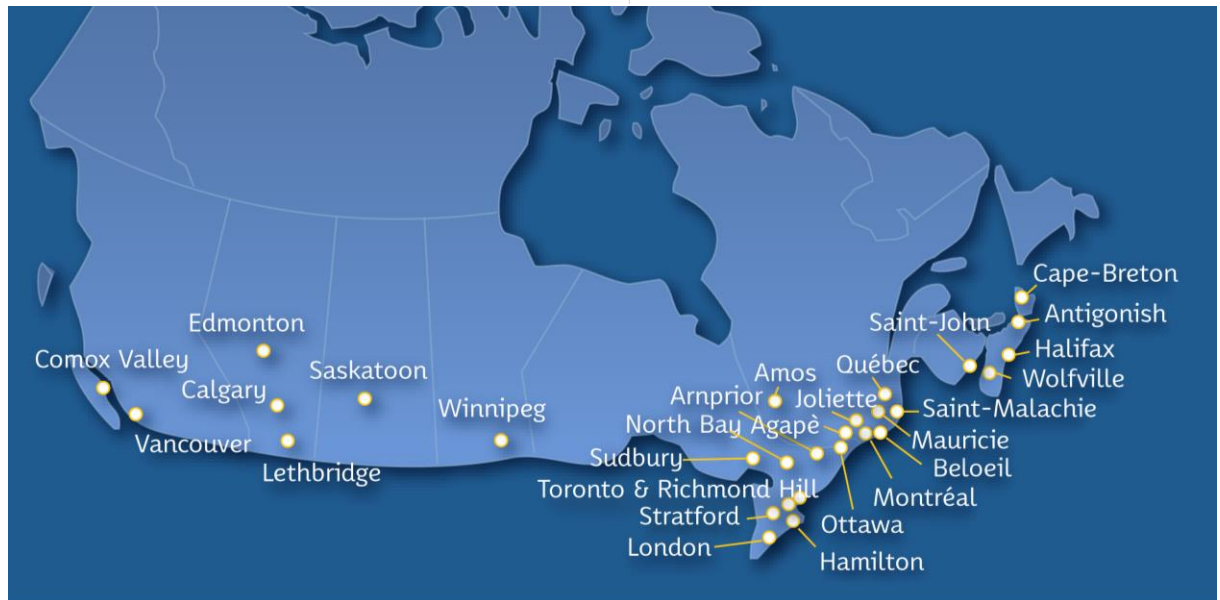 Cape-Breton
Antigonish
Saint-John
Edmonton
Halifax
Comox Valley
Québec
Wolfville
Saskatoon
Amos
Calgary
Arnprior
Joliette
Winnipeg
Saint-Malachie
North Bay
Agapè
Vancouver
Mauricie
Sudbury
Beloeil
Lethbridge
Toronto & Richmond Hill
Montréal
Stratford
Ottawa
London
Hamilton